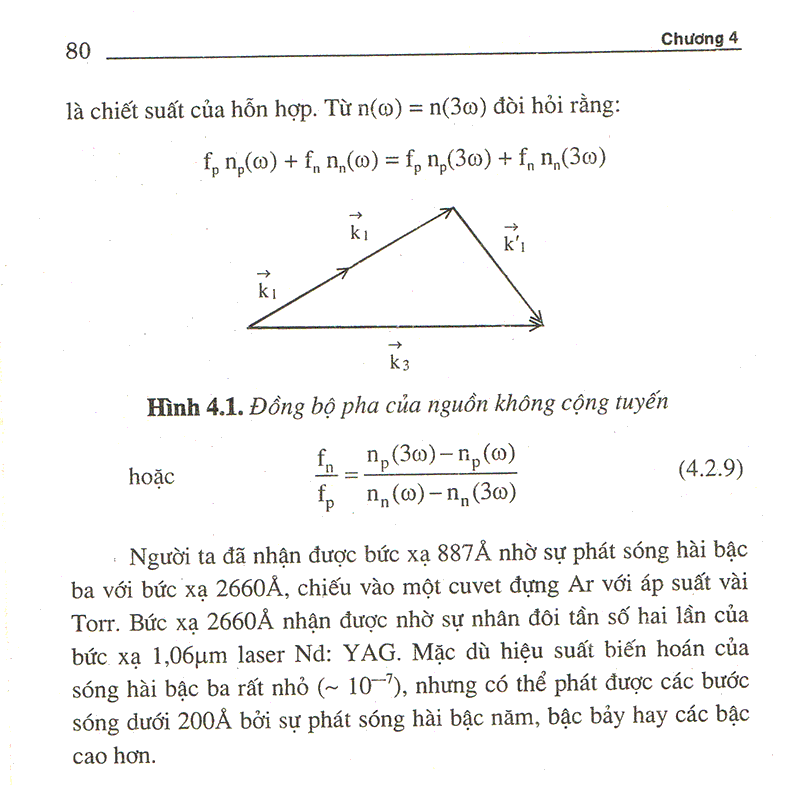 80 Chương 4
là chiết suất của hỗn hợp. Từ n(ω) = n(3ω) đòi hỏi rằng:
fₚ nₚ(ω) + fₙ nₙ(ω) = fₚ nₚ(3ω) + fₙ nₙ(3ω)
k⃗₁
k⃗′₁
k⃗₁
k⃗₃
Hình 4.1. Đồng bộ pha của nguồn không cộng tuyến
hoặc fₙ/fₚ = (nₚ(3ω) − nₚ(ω))/(nₙ(ω) − nₙ(3ω)) (4.2.9)
Người ta đã nhận được bức xạ 887Å nhờ sự phát sóng hài bậc
ba với bức xạ 2660Å, chiếu vào một cuvet đựng Ar với áp suất vài
Torr. Bức xạ 2660Å nhận được nhờ sự nhân đôi tần số hai lần của
bức xạ 1,06μm laser Nd: YAG. Mặc dù hiệu suất biến hoán của
sóng hài bậc ba rất nhỏ (~ 10⁻⁷), nhưng có thể phát được các bước
sóng dưới 200Å bởi sự phát sóng hài bậc năm, bậc bảy hay các bậc
cao hơn.